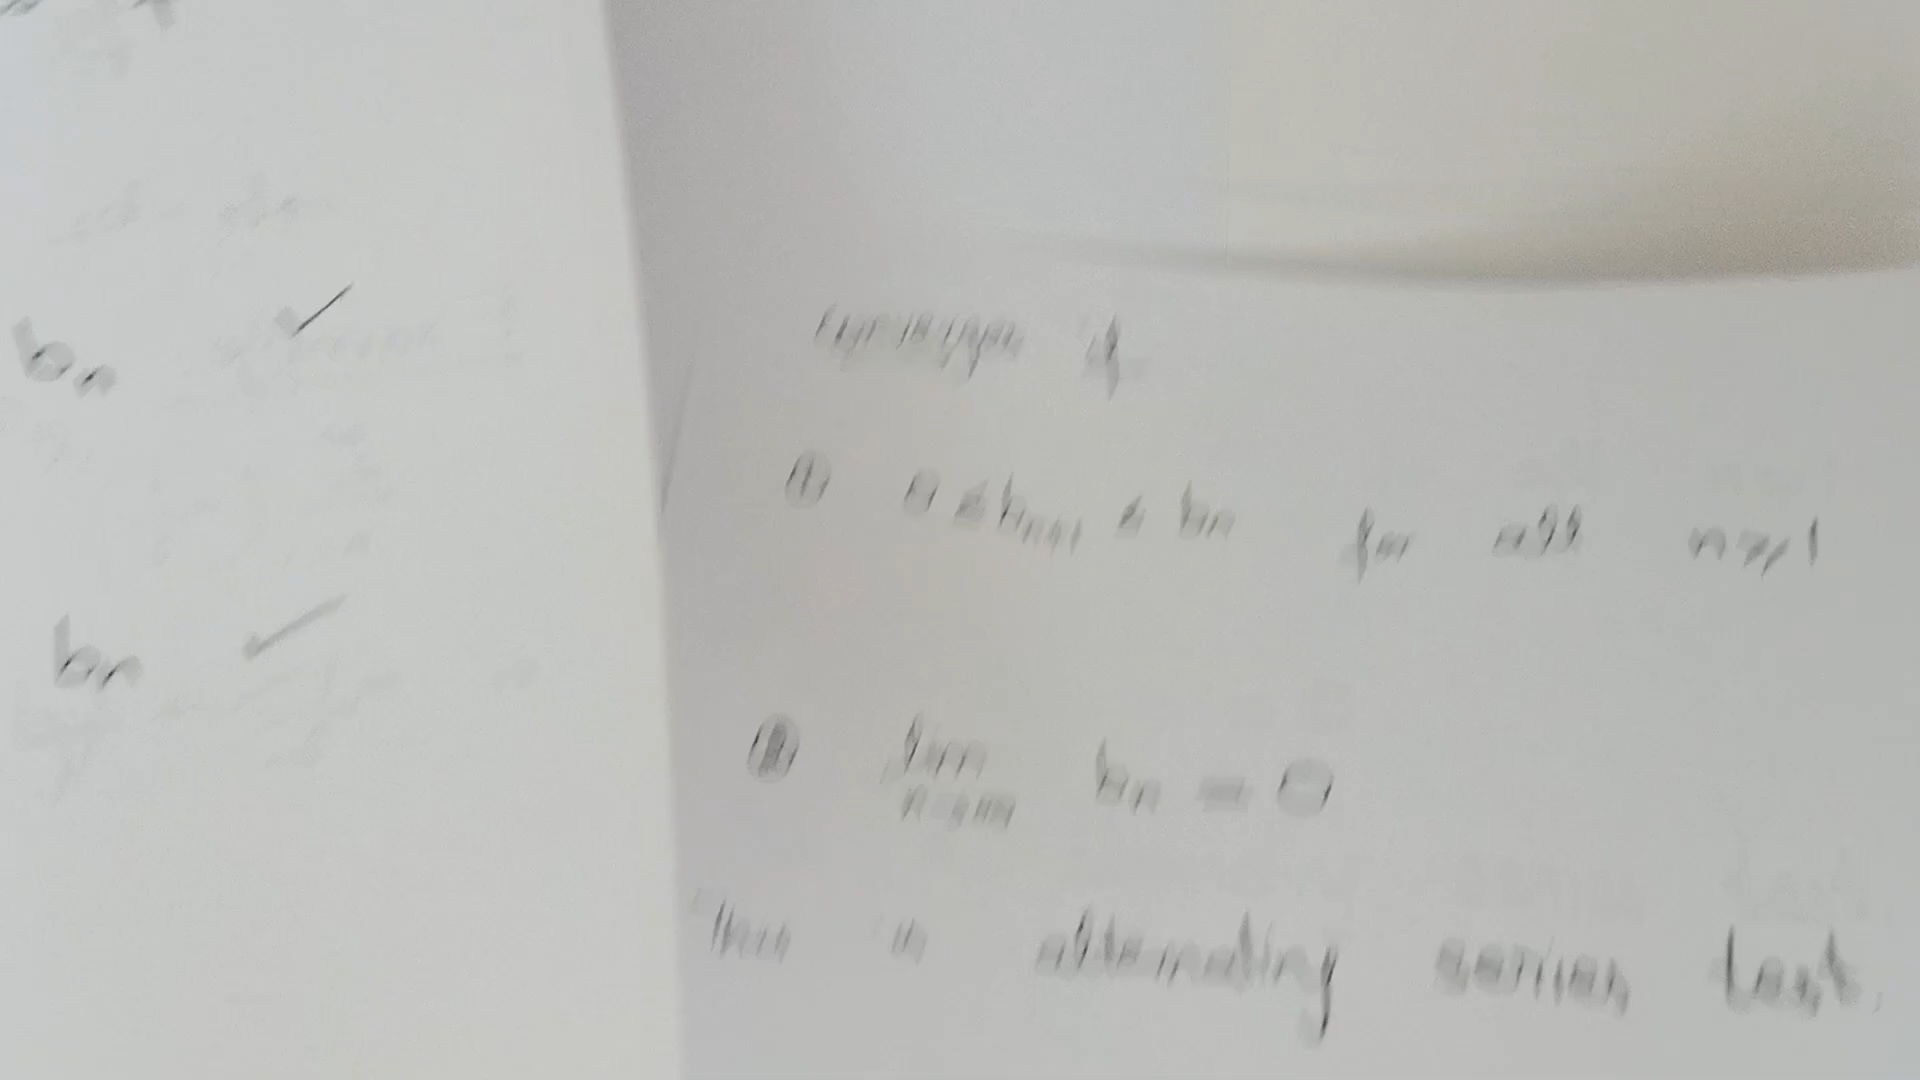 bn ✓
bn ✓
converges if
① 0 ≤ bn+1 ≤ bn for all n≥1
② lim n→∞ bn = 0
This is alternating series test.